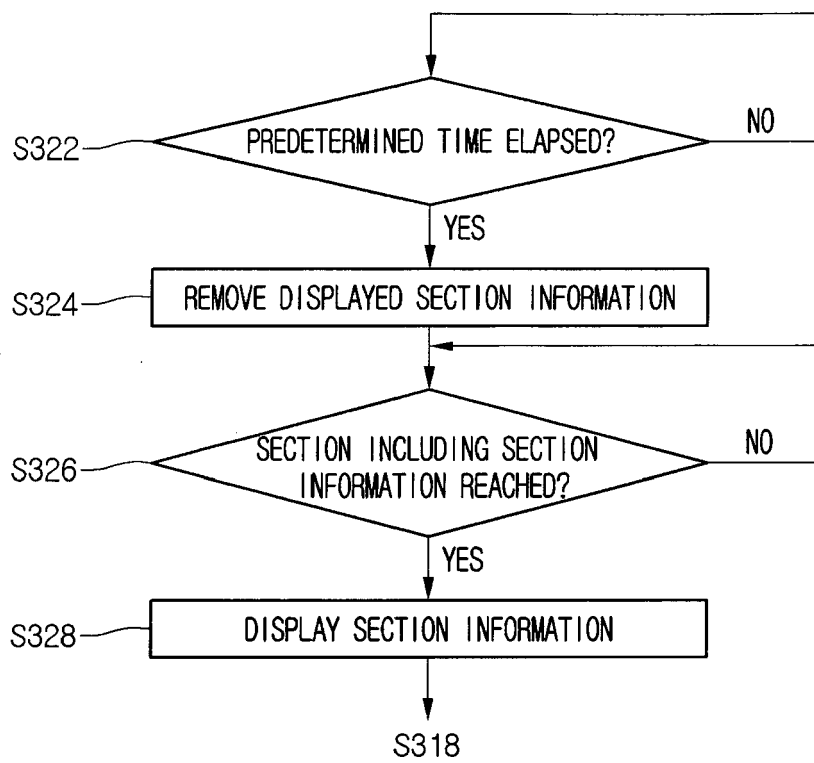 PREDETERMINED TIME ELAPSED?
NO
S322
YES
REMOVE DISPLAYED SECTION INFORMATION
S324
SECTION INCLUDING SECTION
INFORMATION REACHED?
NO
S326
YES
DISPLAY SECTION INFORMATION
S328
S318